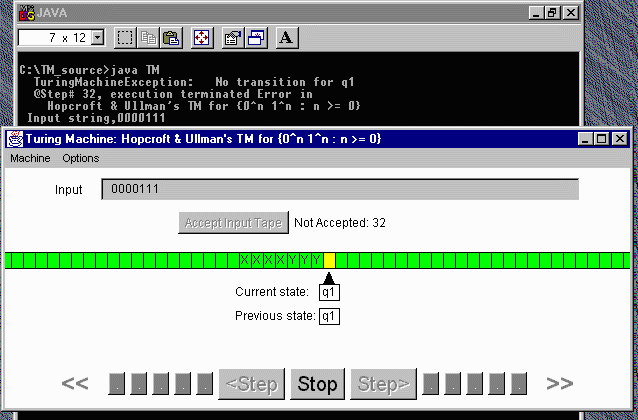 JAVA
7 x 12
A
C:\TM_source>java TM
TuringMachineException:   No transition for q1
@Step# 32, execution terminated Error in
Hopcroft & Ullman's TM for {0^n 1^n : n >= 0}
Input string,0000111
Turing Machine: Hopcroft & Ullman's TM for {0^n 1^n : n >= 0}
Machine Options
Input 0000111
Accept Input Tape Not Accepted: 32
X X X X Y Y Y
Current state: q1
Previous state: q1
<< . . . . . <Step Stop Step> . . . . . >>